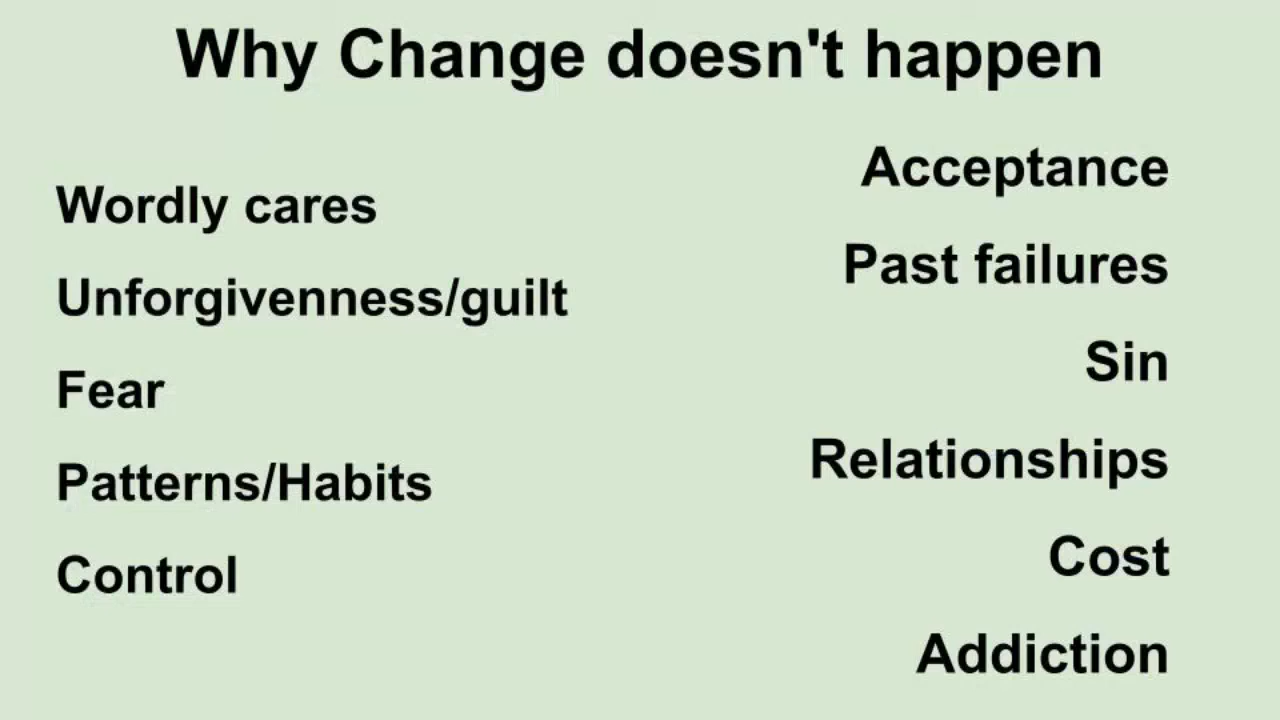 Why Change doesn't happen
Wordly cares
Unforgivenness/guilt
Fear
Patterns/Habits
Control
Acceptance
Past failures
Sin
Relationships
Cost
Addiction